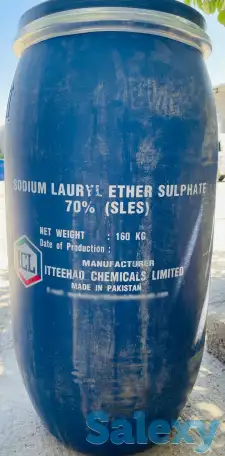 SODIUM LAURYL ETHER SULPHATE
70% (SLES)
NET WEIGHT : 160 KG
Date of Production :
MANUFACTURER
ICL
ITTEEHAD CHEMICALS LIMITED
MADE IN PAKISTAN
Salexy